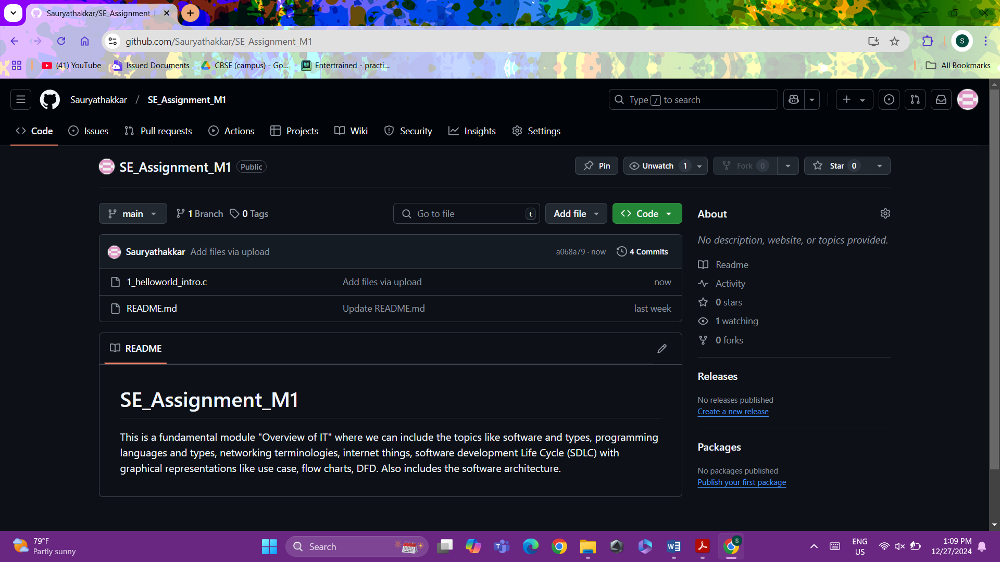 Sauryathakkar/SE_Assignment_
github.com/Sauryathakkar/SE_Assignment_M1
S
(41) YouTube
Issued Documents
CBSE (campus) - Go...
Entertrained - practi...
All Bookmarks
Sauryathakkar / SE_Assignment_M1
Type / to search
Code
Issues
Pull requests
Actions
Projects
Wiki
Security
Insights
Settings
SE_Assignment_M1 Public
Pin
Unwatch 1
Fork 0
Star 0
main
1 Branch
0 Tags
Go to file
t
Add file
Code
About
No description, website, or topics provided.
Sauryathakkar Add files via upload a068a79 · now 4 Commits
1_helloworld_intro.c Add files via upload now
README.md Update README.md last week
Readme
Activity
0 stars
1 watching
0 forks
README
SE_Assignment_M1
This is a fundamental module "Overview of IT" where we can include the topics like software and types, programming
languages and types, networking terminologies, internet things, software development Life Cycle (SDLC) with
graphical representations like use case, flow charts, DFD. Also includes the software architecture.
Releases
No releases published
Create a new release
Packages
No packages published
Publish your first package
79°F
Partly sunny
Search
S
ENG
US
1:09 PM
12/27/2024